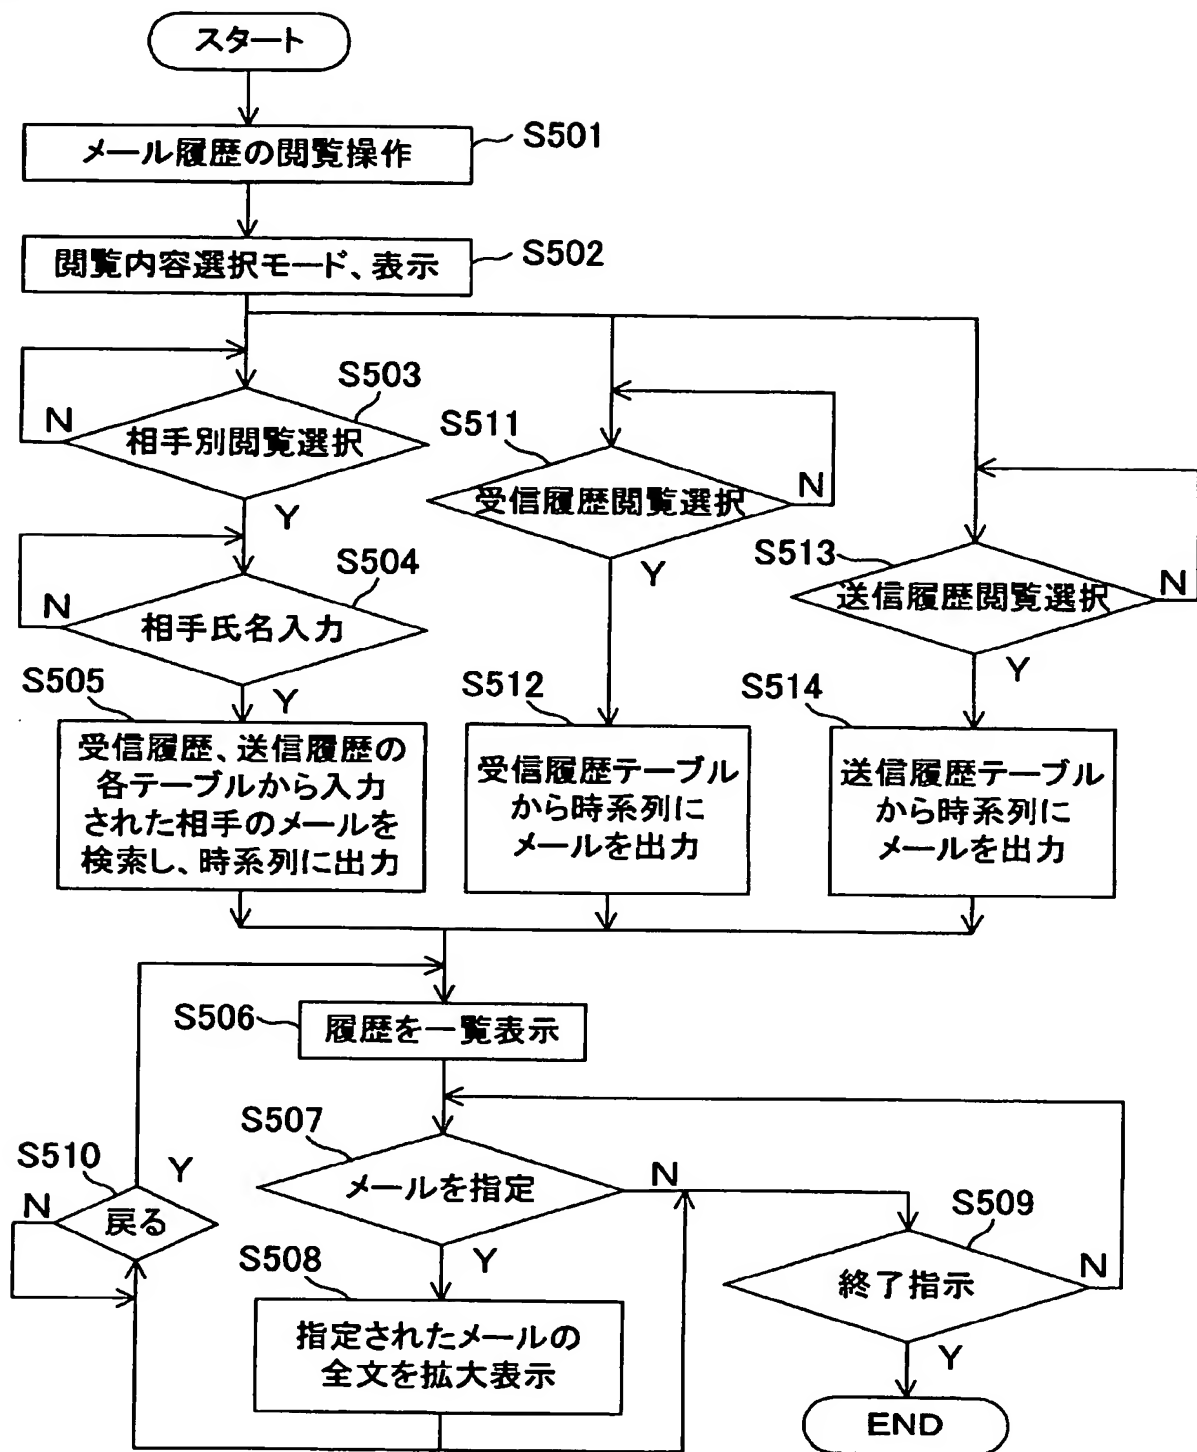 スタート
メール履歴の閲覧操作
S501
閲覧内容選択モード、表示
S502
S503
N
相手別閲覧選択
Y
S504
N
相手氏名入力
Y
S505
受信履歴、送信履歴の
各テーブルから入力
された相手のメールを
検索し、時系列に出力
S511
受信履歴閲覧選択
N
Y
S512
受信履歴テーブル
から時系列に
メールを出力
S513
送信履歴閲覧選択
N
Y
S514
送信履歴テーブル
から時系列に
メールを出力
S506
履歴を一覧表示
S507
メールを指定
N
Y
S508
指定されたメールの
全文を拡大表示
S510
Y
N
戻る
S509
終了指示
N
Y
END